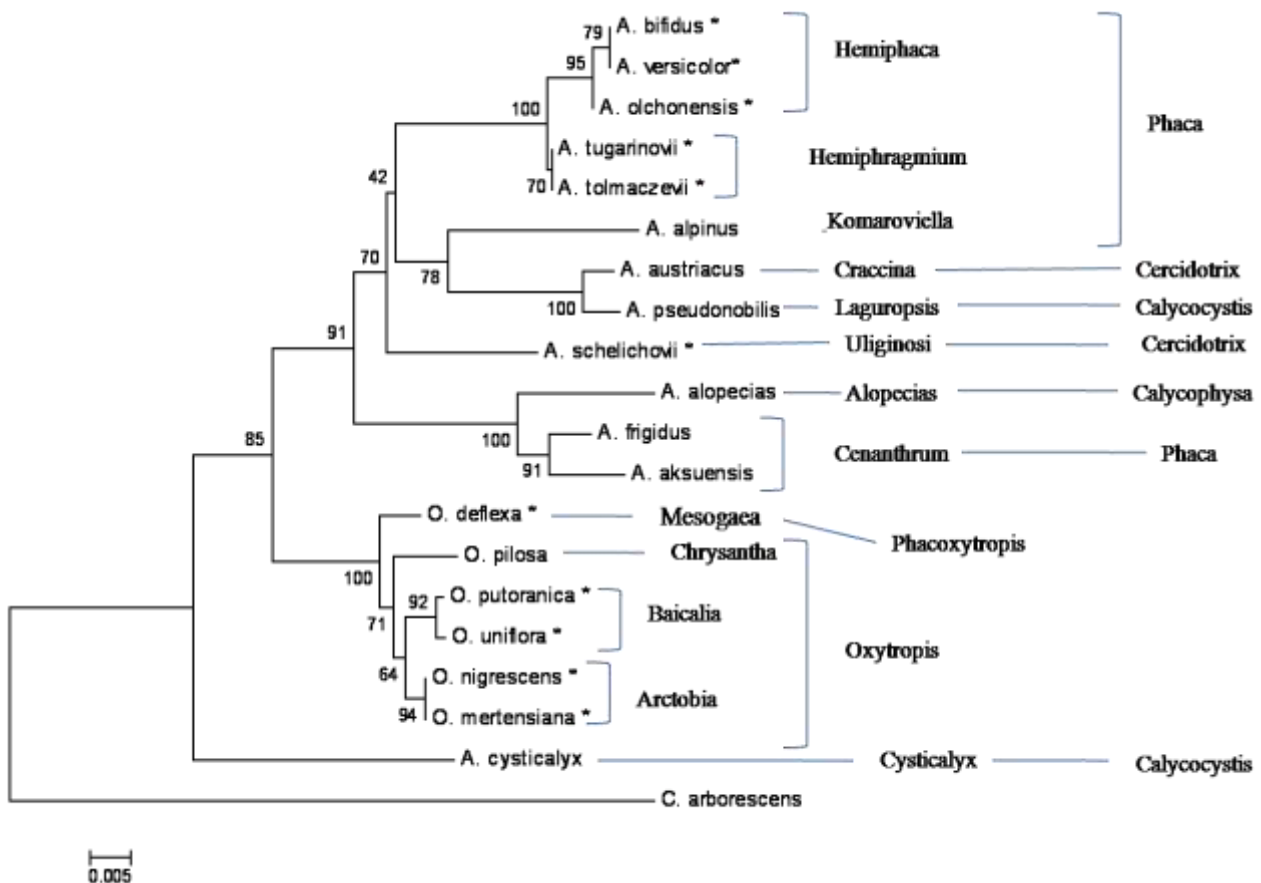 79
A. bifidus *
A. versicolor*
95
A. olchonensis *
Hemiphaca
100
A. tugarinovii *
70
A. tolmaczevii *
Hemiphragmium
Phaca
42
A. alpinus
Komaroviella
78
A. austriacus
Craccina
Cercidotrix
70
100
A. pseudonobilis
Laguropsis
Calycocystis
A. schelichovii *
Uliginosi
Cercidotrix
91
A. alopecias
Alopecias
Calycophysa
100
A. frigidus
91
A. aksuensis
Cenanthrum
Phaca
85
O. deflexa *
Mesogaea
Phacoxytropis
100
O. pilosa
Chrysantha
71
92
O. putoranica *
O. uniflora *
Baicalia
Oxytropis
64
O. nigrescens *
94
O. mertensiana *
Arctobia
A. cysticalyx
Cysticalyx
Calycocystis
C. arborescens
0.005